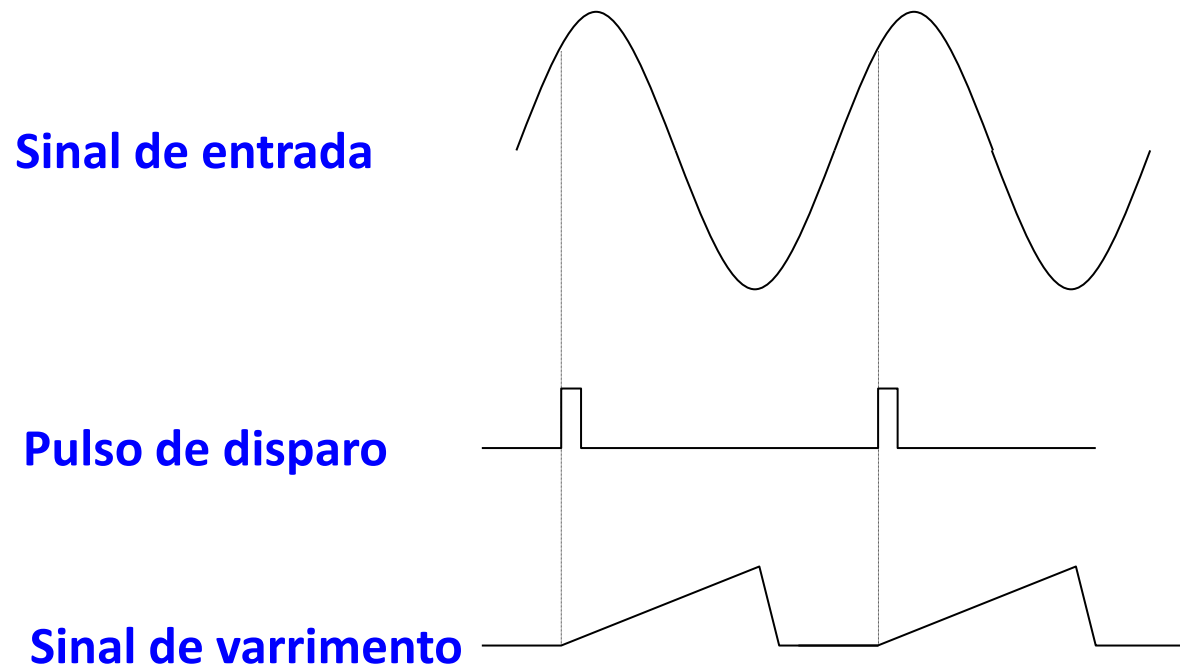 Sinal de entrada
Pulso de disparo
Sinal de varrimento